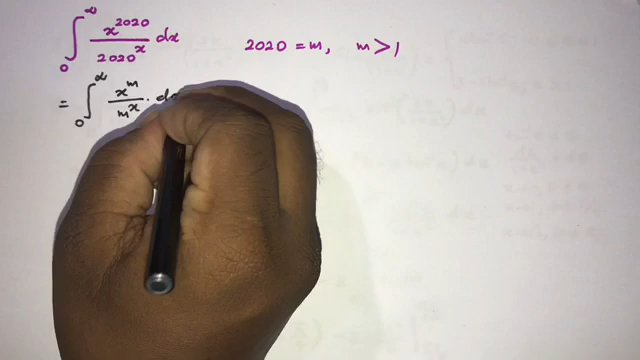 ∫₀^∞ x^2020 / 2020^x dx    2020 = m,  m > 1
= ∫₀^∞ x^m / m^x · dx